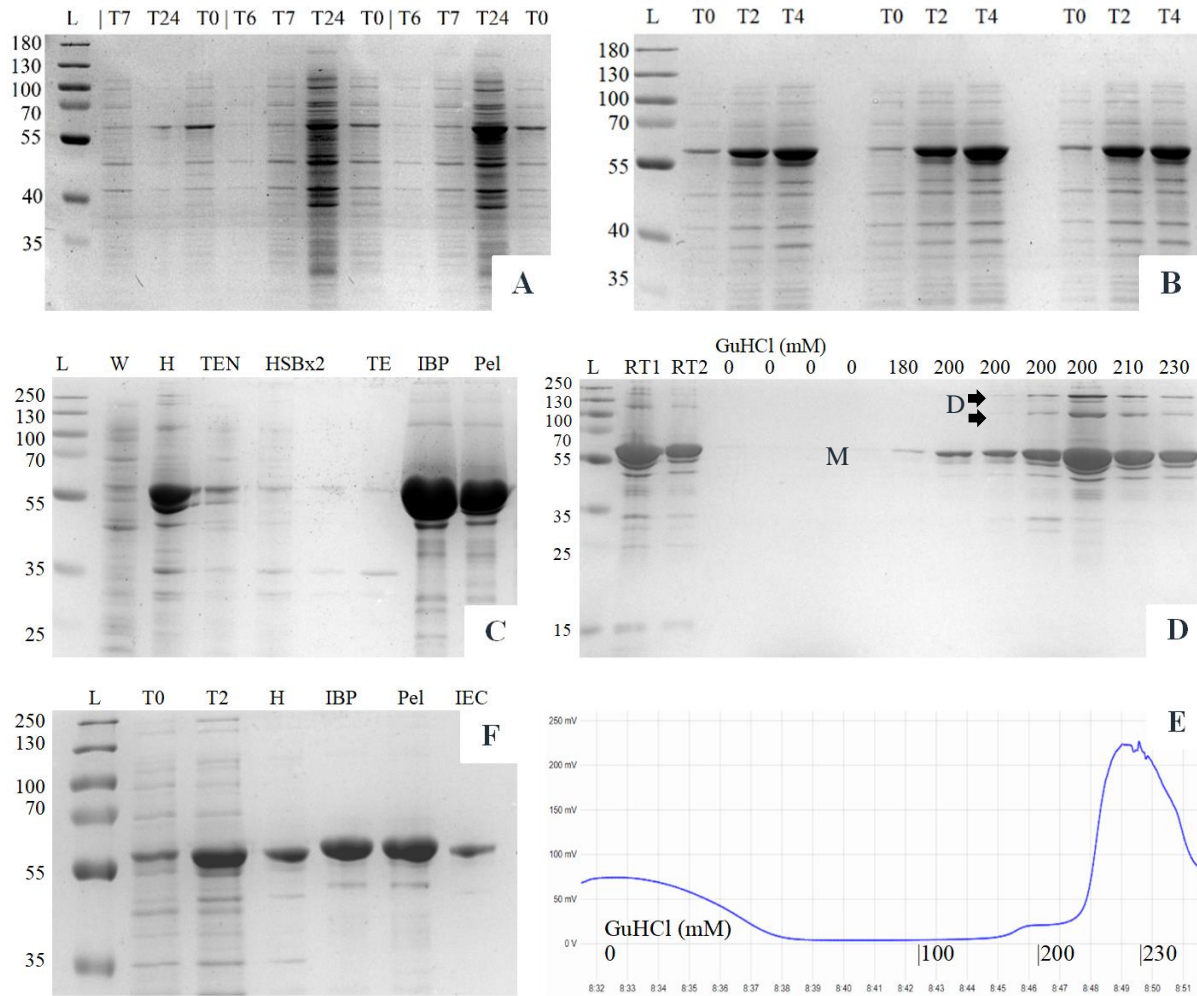 L | T7 T24 T0 | T6 T7 T24 T0 | T6 T7 T24 T0
180
130
100
70
55
40
35
A
L T0 T2 T4 T0 T2 T4 T0 T2 T4
180
130
100
70
55
40
35
B
L W H TEN HSBx2 TE IBP Pel
250
130
100
70
55
35
25
C
GuHCl (mM)
L RT1 RT2 0 0 0 0 180 200 200 200 200 210 230
250
130
100
70
55
35
25
15
D
M
D
L T0 T2 H IBP Pel IEC
250
130
100
70
55
35
F
E
250 mV
200 mV
150 mV
100 mV
50 mV
0 V
GuHCl (mM)
0 |100 |200 |230
8:32 8:33 8:34 8:35 8:36 8:37 8:38 8:39 8:40 8:41 8:42 8:43 8:44 8:45 8:46 8:48 8:49 8:50 8:51